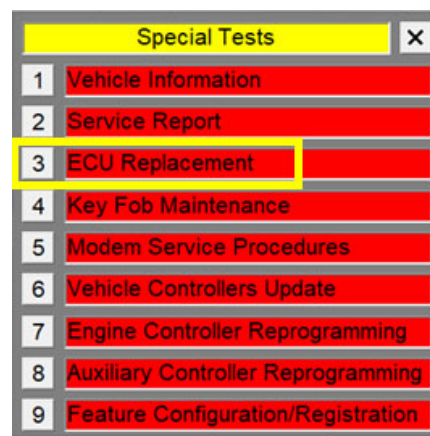 Special Tests X
1 Vehicle Information
2 Service Report
3 ECU Replacement
4 Key Fob Maintenance
5 Modem Service Procedures
6 Vehicle Controllers Update
7 Engine Controller Reprogramming
8 Auxiliary Controller Reprogramming
9 Feature Configuration/Registration